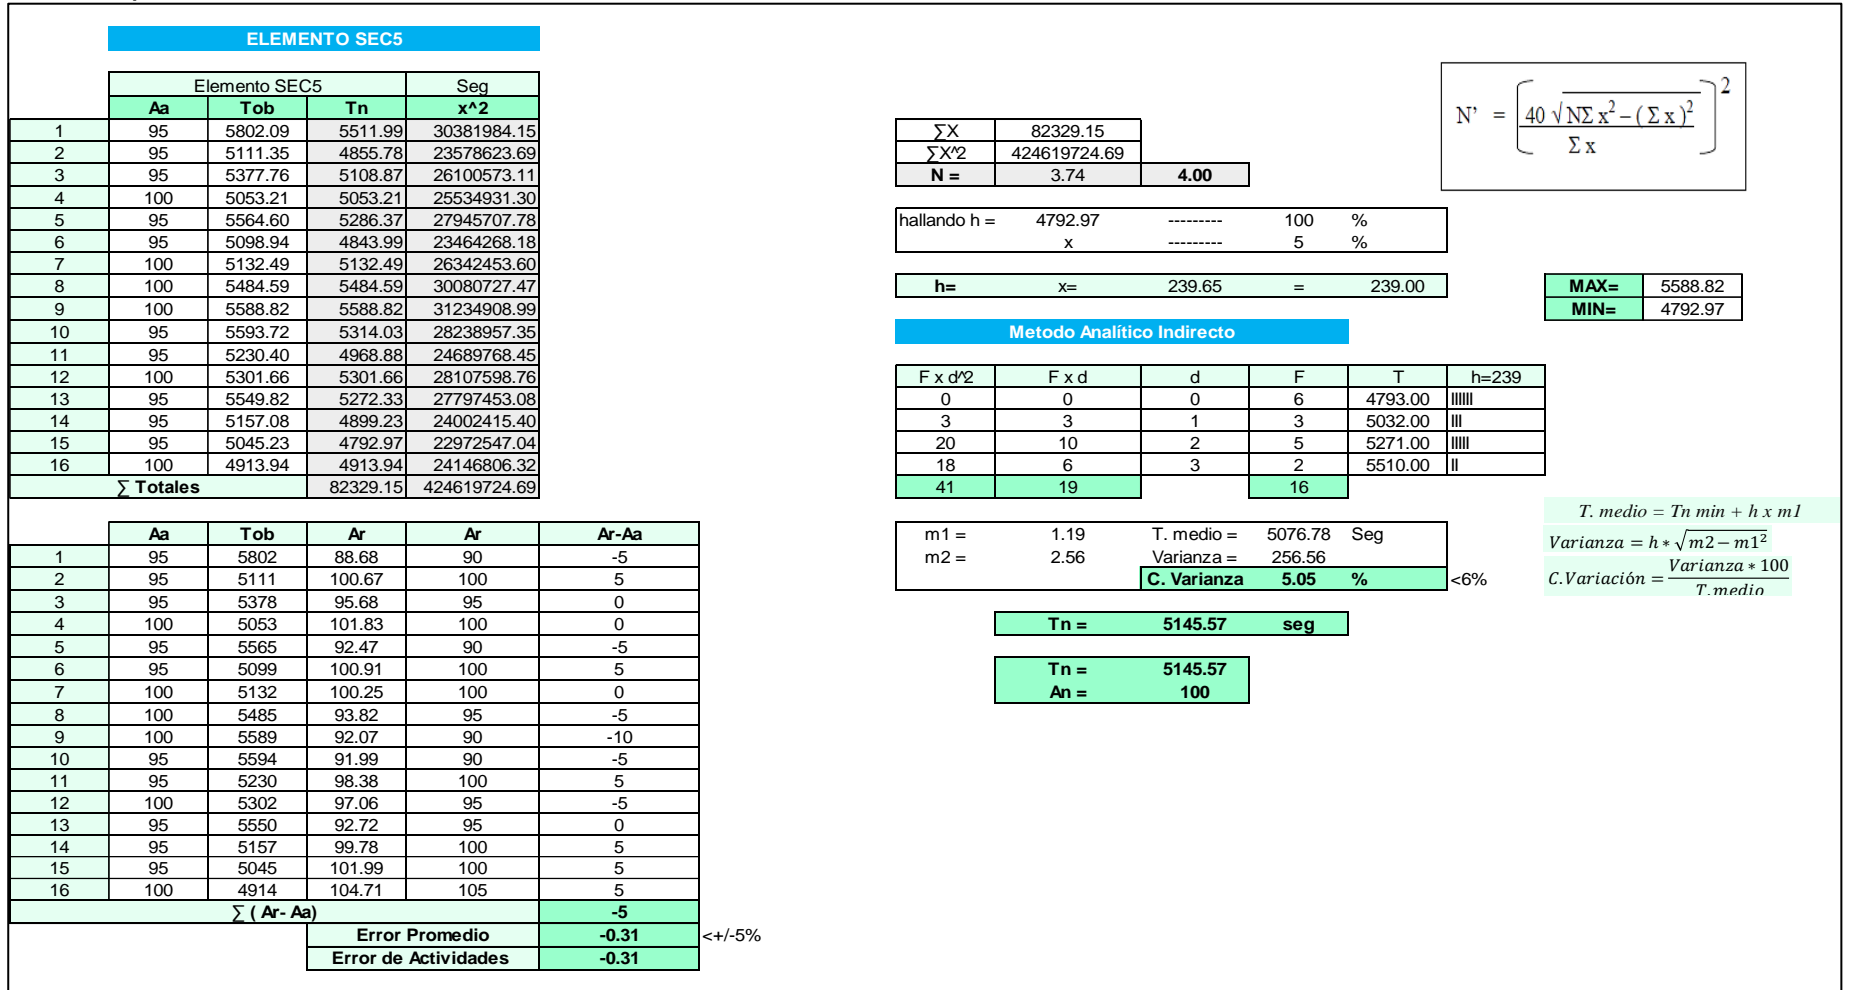 ELEMENTO SEC5
Elemento SEC5 Seg
Aa Tob Tn x^2
1 95 5802.09 5511.99 30381984.15
2 95 5111.35 4855.78 23578623.69
3 95 5377.76 5108.87 26100573.11
4 100 5053.21 5053.21 25534931.30
5 95 5564.60 5286.37 27945707.78
6 95 5098.94 4843.99 23464268.18
7 100 5132.49 5132.49 26342453.60
8 100 5484.59 5484.59 30080727.47
9 100 5588.82 5588.82 31234908.99
10 95 5593.72 5314.03 28238957.35
11 95 5230.40 4968.88 24689768.45
12 100 5301.66 5301.66 28107598.76
13 95 5549.82 5272.33 27797453.08
14 95 5157.08 4899.23 24002415.40
15 95 5045.23 4792.97 22972547.04
16 100 4913.94 4913.94 24146806.32
∑ Totales 82329.15 424619724.69
Aa Tob Ar Ar Ar-Aa
1 95 5802 88.68 90 -5
2 95 5111 100.67 100 5
3 95 5378 95.68 95 0
4 100 5053 101.83 100 0
5 95 5565 92.47 90 -5
6 95 5099 100.91 100 5
7 100 5132 100.25 100 0
8 100 5485 93.82 95 -5
9 100 5589 92.07 90 -10
10 95 5594 91.99 90 -5
11 95 5230 98.38 100 5
12 100 5302 97.06 95 -5
13 95 5550 92.72 95 0
14 95 5157 99.78 100 5
15 95 5045 101.99 100 5
16 100 4914 104.71 105 5
∑ ( Ar- Aa) -5
Error Promedio -0.31 <+/-5%
Error de Actividades -0.31
∑X 82329.15
∑X^2 424619724.69
N = 3.74 4.00
N' = [40 √NΣ x² – ( Σ x )² / Σ x]²
hallando h = 4792.97 --------- 100 %
x --------- 5 %
h= x= 239.65 = 239.00
MAX= 5588.82
MIN= 4792.97
Metodo Analítico Indirecto
F x d^2 F x d d F T h=239
0 0 0 6 4793.00 IIIIII
3 3 1 3 5032.00 III
20 10 2 5 5271.00 IIIII
18 6 3 2 5510.00 II
41 19 16
m1 = 1.19 T. medio = 5076.78 Seg
m2 = 2.56 Varianza = 256.56
C. Varianza 5.05 % <6%
T. medio = Tn min + h x m1
Varianza = h * √m2 − m1²
C.Variación = Varianza * 100 / T.medio
Tn = 5145.57 seg
Tn = 5145.57
An = 100